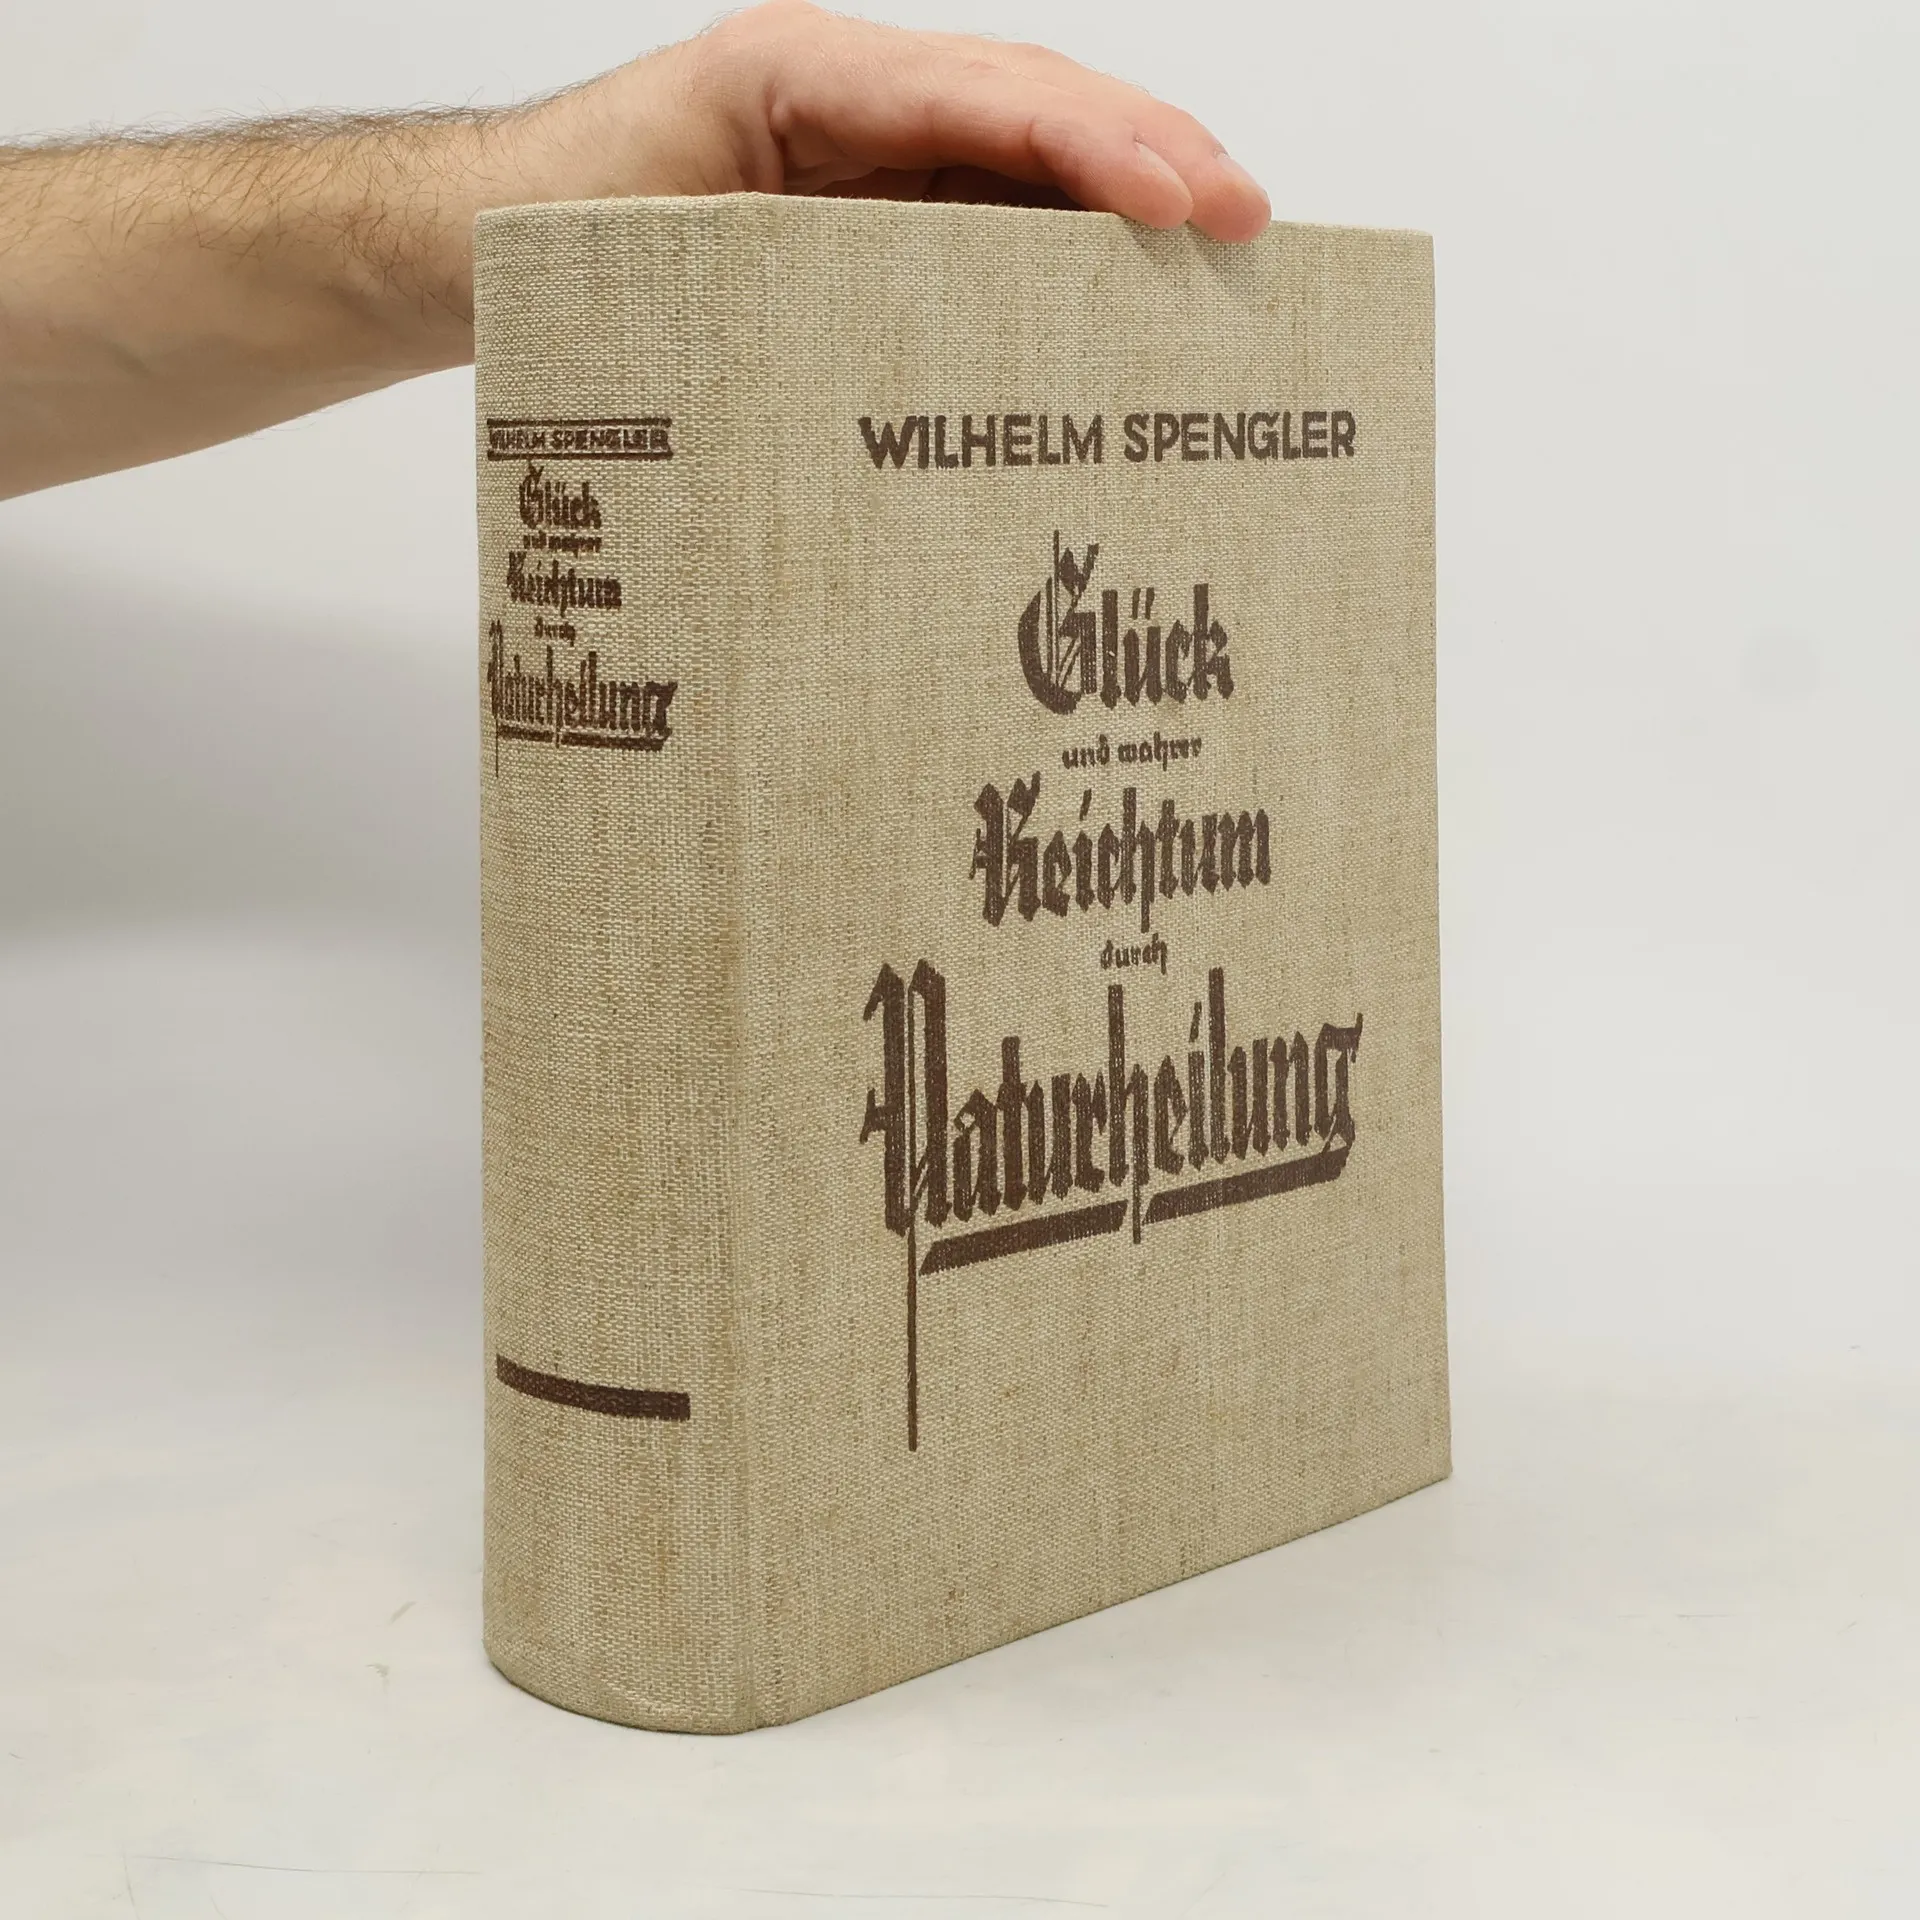 WILHELM SPENGLER
Glück
und wahrer
Reichtum
durch
Naturheilung
WILHELM SPENGLER
Glück
und wahrer
Reichtum
durch
Naturheilung